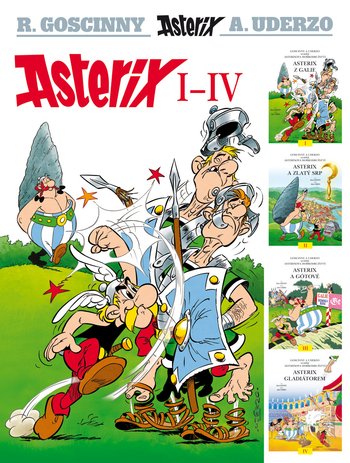 R. GOSCINNY Asterix A. UDERZO
Asterix I–IV
ASTERIX
Z GALIE
I
ASTERIX
A ZLATÝ SRP
II
ASTERIX
A GÓTOVÉ
III
ASTERIX
GLADIÁTOREM
IV